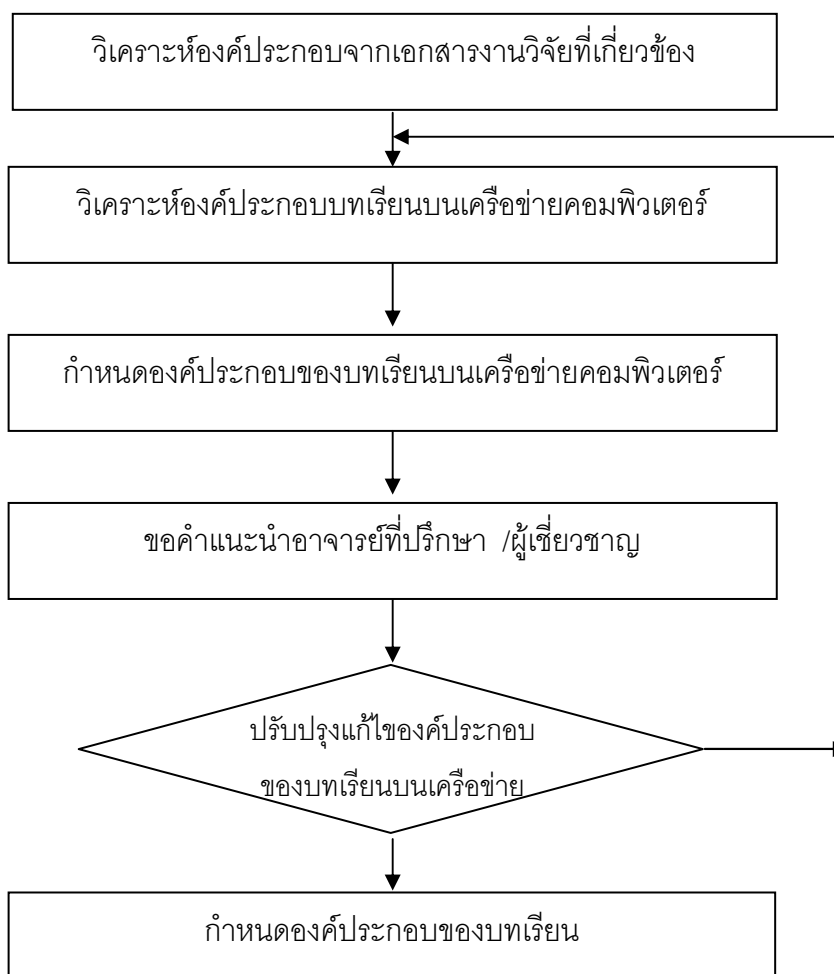 วิเคราะห์องค์ประกอบจากเอกสารงานวิจัยที่เกี่ยวข้อง
วิเคราะห์องค์ประกอบบทเรียนบนเครือข่ายคอมพิวเตอร์
กำหนดองค์ประกอบของบทเรียนบนเครือข่ายคอมพิวเตอร์
ขอคำแนะนำอาจารย์ที่ปรึกษา /ผู้เชี่ยวชาญ
ปรับปรุงแก้ไของค์ประกอบ
ของบทเรียนบนเครือข่าย
กำหนดองค์ประกอบของบทเรียน